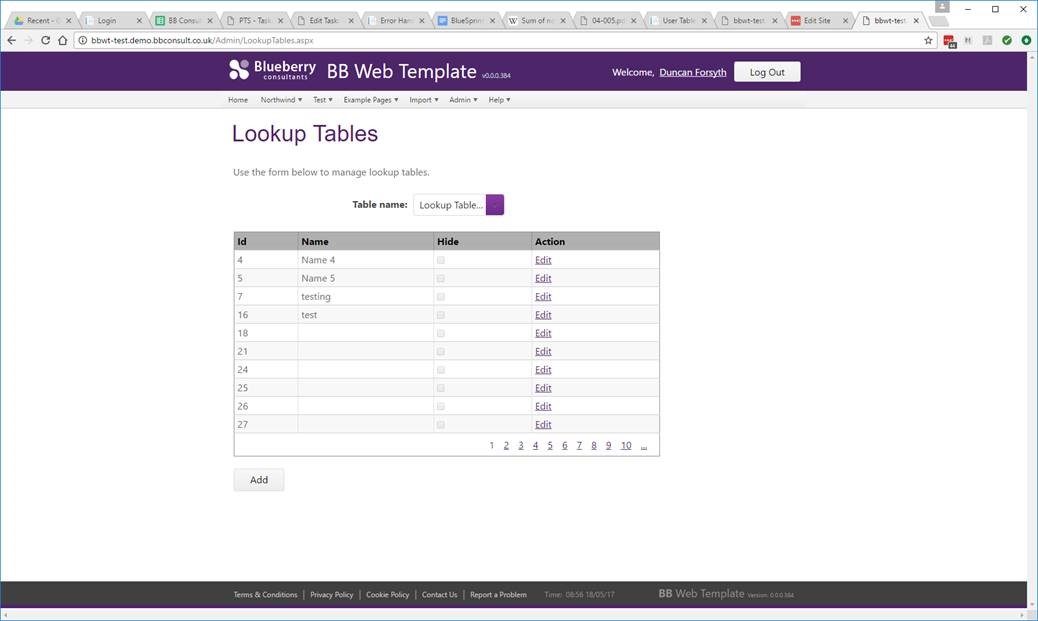 Recent - G
Login
BB Consul
PTS - Task
Edit Task
Error Han
BlueSprin
Sum of n
04-005.pd
User Table
bbwt-test
Edit Site
bbwt-test.
bbwt-test.demo.bbconsult.co.uk/Admin/LookupTables.aspx
Blueberry
consultants
BB Web Template v0.0.0.384
Welcome, Duncan Forsyth
Log Out
Home Northwind Test Example Pages Import Admin Help
Lookup Tables
Use the form below to manage lookup tables.
Table name: Lookup Table...
Id Name Hide Action
4 Name 4 Edit
5 Name 5 Edit
7 testing Edit
16 test Edit
18 Edit
21 Edit
24 Edit
25 Edit
26 Edit
27 Edit
1 2 3 4 5 6 7 8 9 10 ...
Add
Terms & Conditions | Privacy Policy | Cookie Policy | Contact Us | Report a Problem Time: 08:56 18/05/17 BB Web Template Version: 0.0.0.384